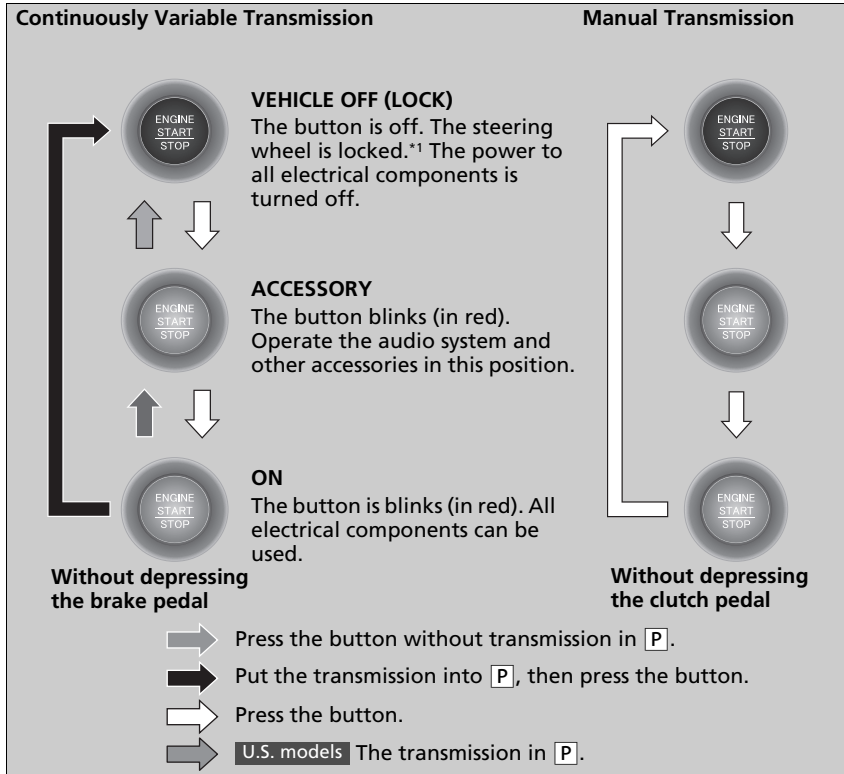 Continuously Variable Transmission
Manual Transmission
ENGINE
START
STOP
VEHICLE OFF (LOCK)
The button is off. The steering
wheel is locked.*1 The power to
all electrical components is
turned off.
ENGINE
START
STOP
ENGINE
START
STOP
ACCESSORY
The button blinks (in red).
Operate the audio system and
other accessories in this position.
ENGINE
START
STOP
ENGINE
START
STOP
ON
The button is blinks (in red). All
electrical components can be
used.
ENGINE
START
STOP
Without depressing
the brake pedal
Without depressing
the clutch pedal
Press the button without transmission in P.
Put the transmission into P, then press the button.
Press the button.
U.S. models The transmission in P.